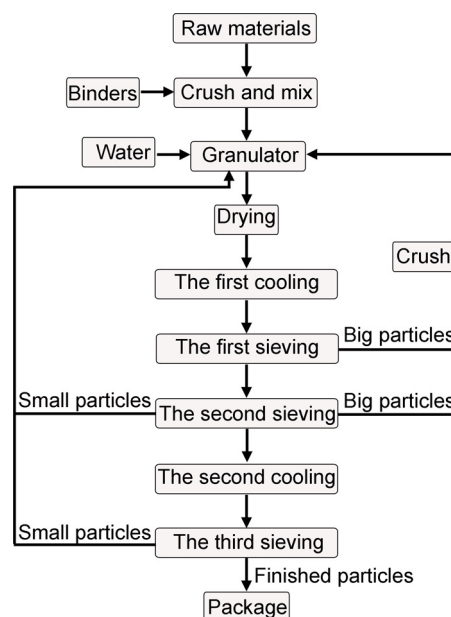 Raw materials
Binders
Crush and mix
Water
Granulator
Drying
Crush
The first cooling
Big particles
The first sieving
Small particles
Big particles
The second sieving
The second cooling
Small particles
The third sieving
Finished particles
Package